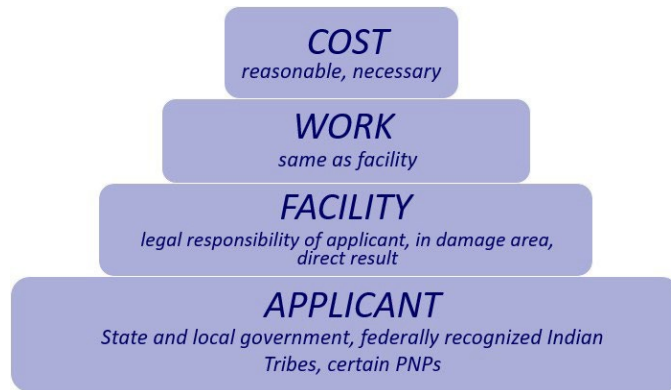 COST
reasonable, necessary
WORK
same as facility
FACILITY
legal responsibility of applicant, in damage area,
direct result
APPLICANT
State and local government, federally recognized Indian
Tribes, certain PNPs